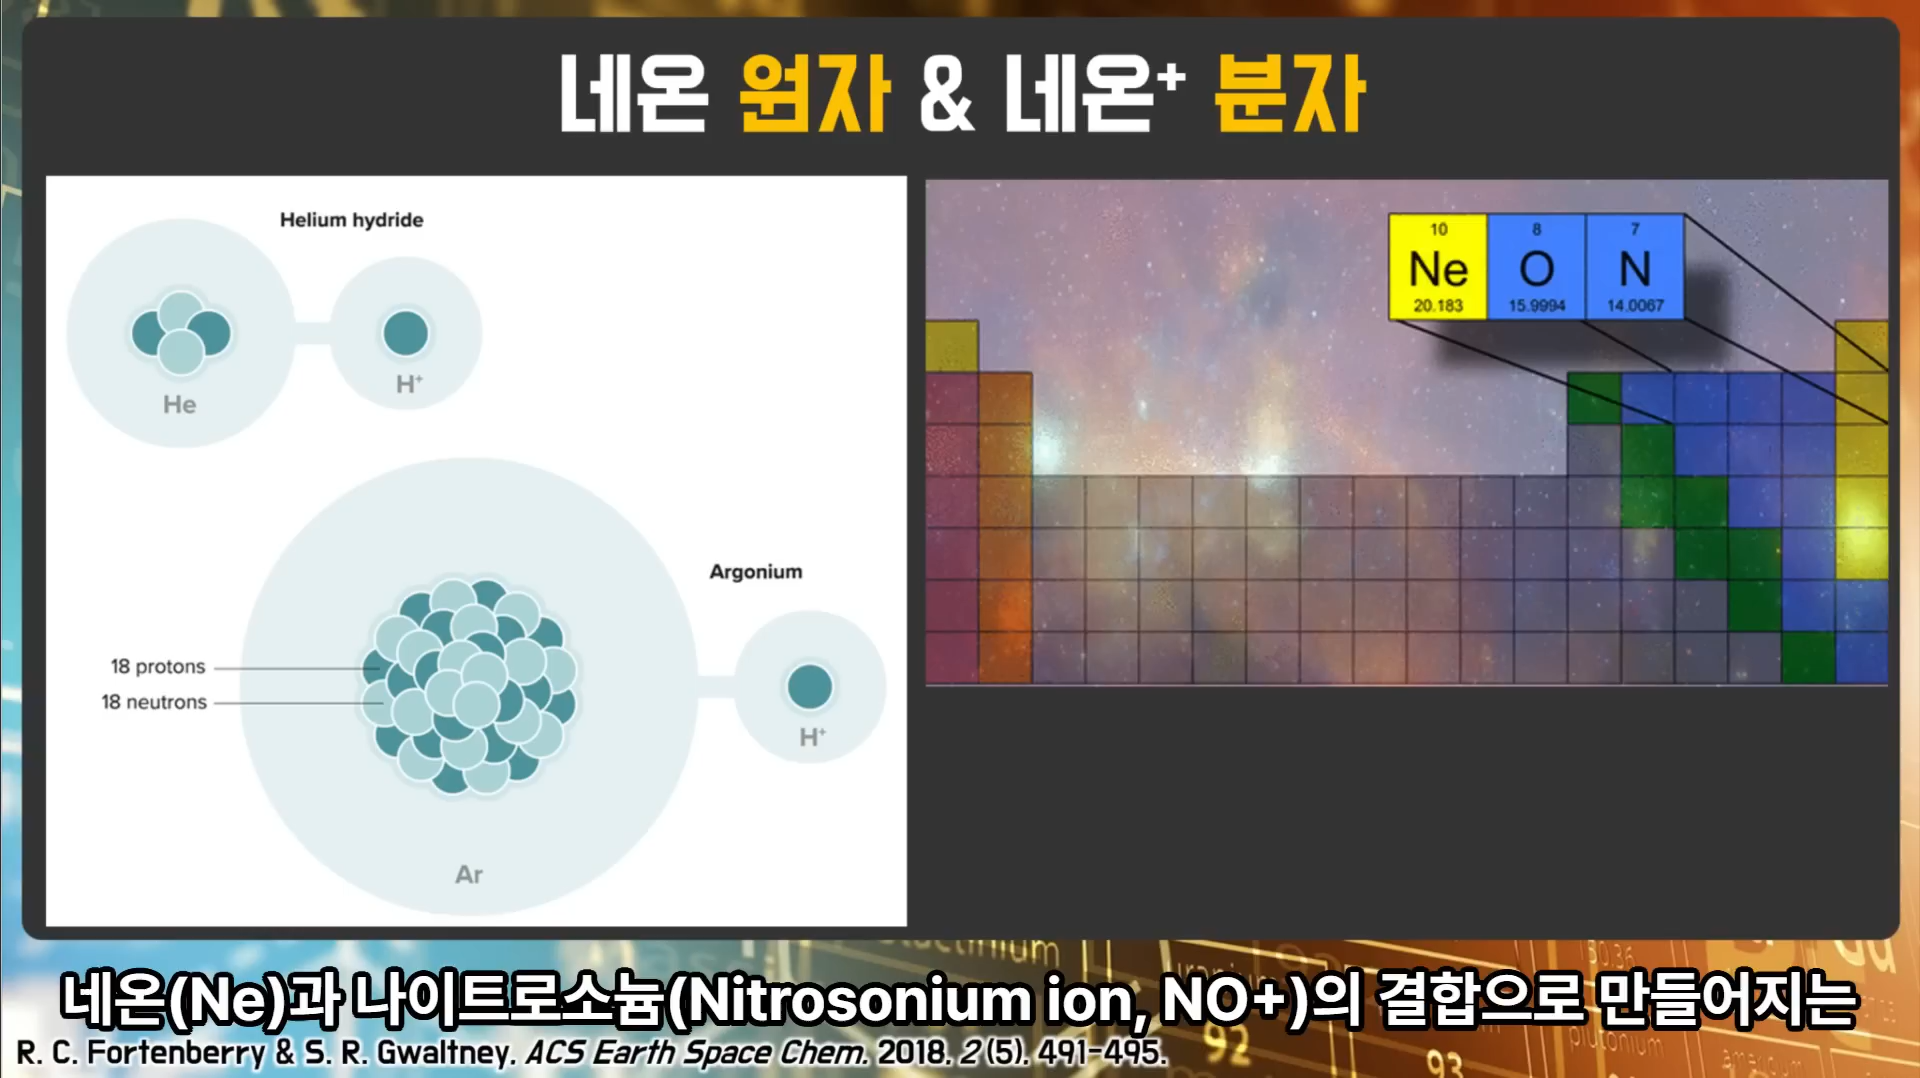 네온 원자 & 네온⁺ 분자
Helium hydride
He
H⁺
Argonium
18 protons
18 neutrons
H⁺
Ar
10 8 7
Ne O N
20.183 15.9994 14.0067
네온(Ne)과 나이트로소늄(Nitrosonium ion, NO+)의 결합으로 만들어지는
R. C. Fortenberry & S. R. Gwaltney. ACS Earth Space Chem. 2018. 2 (5). 491-495.
92
93
plutonium